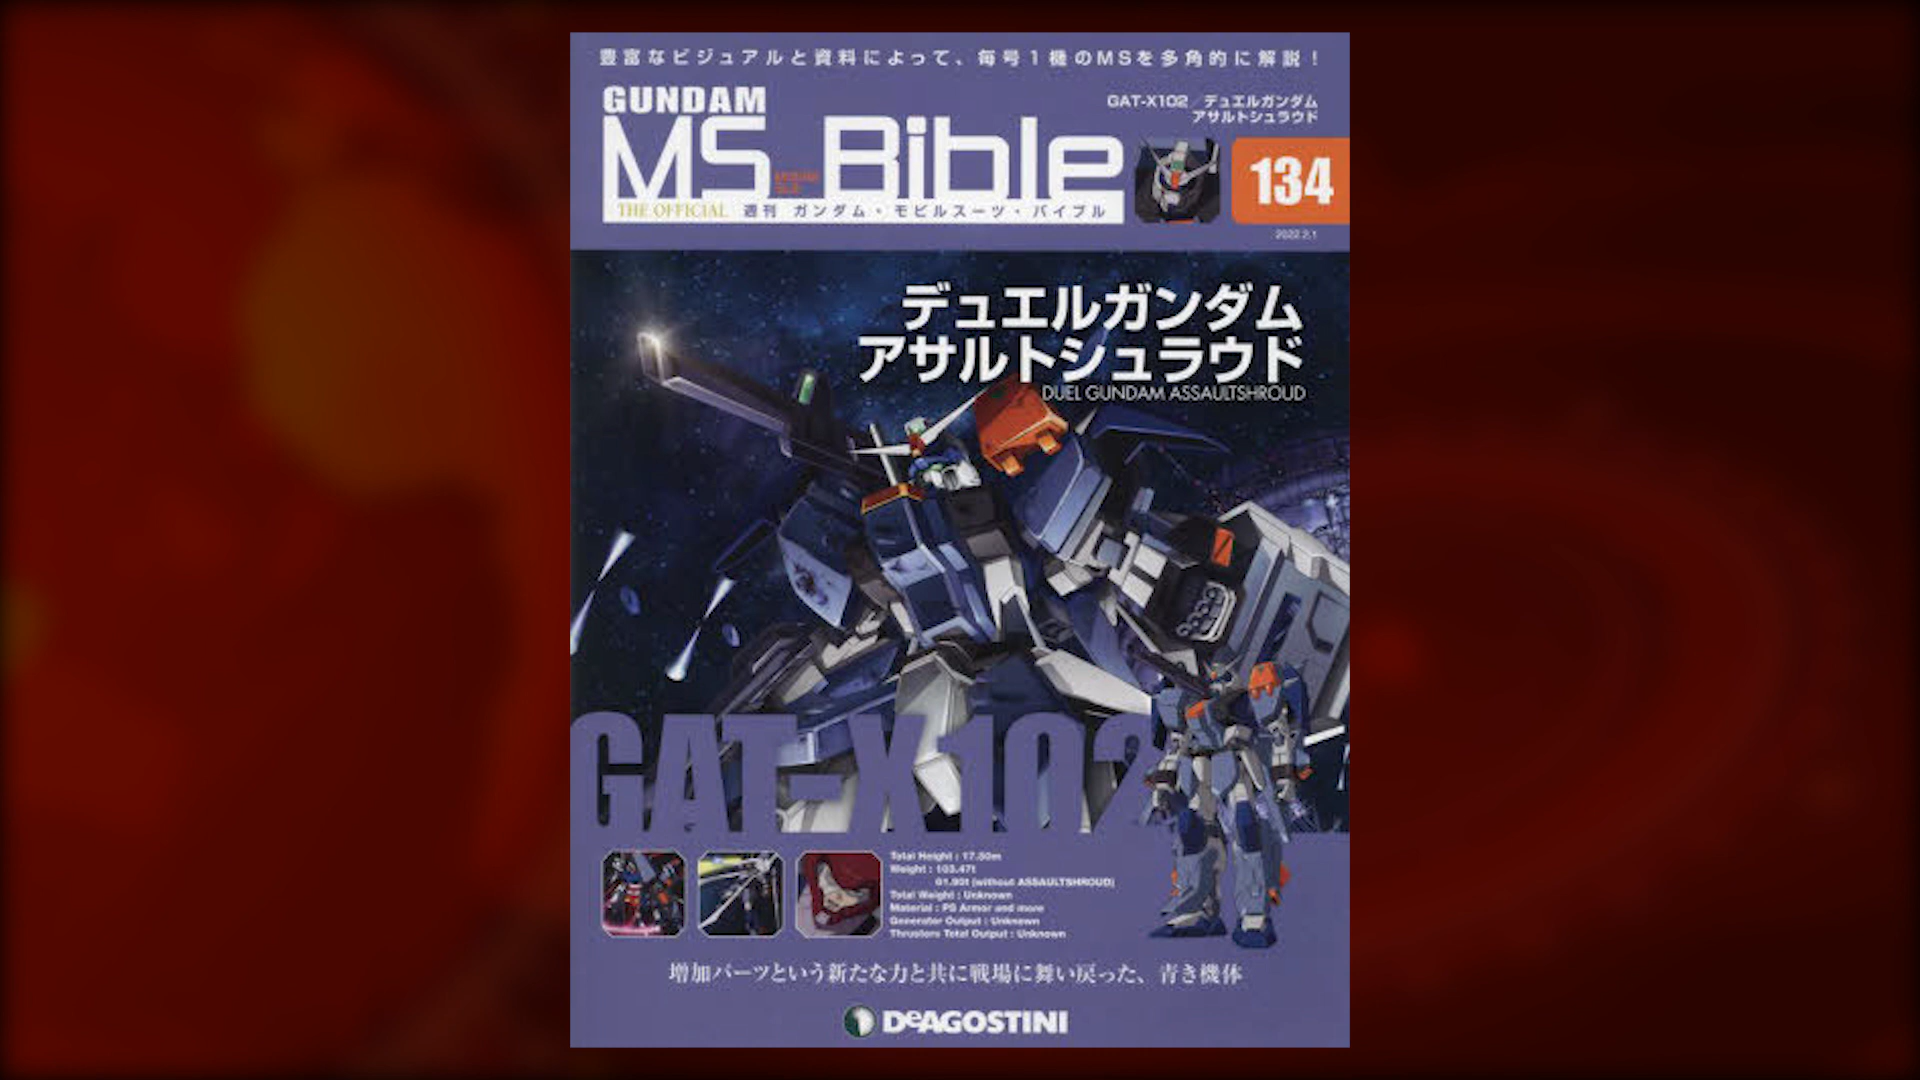 豊富なビジュアルと資料によって、毎号1機のMSを多角的に解説！
GUNDAM
MS Bible
THE OFFICIAL 週刊 ガンダム・モビルスーツ・バイブル
GAT-X102／デュエルガンダム
アサルトシュラウド
134
2022.2.1
デュエルガンダム
アサルトシュラウド
DUEL GUNDAM ASSAULTSHROUD
GAT-X102
Total Height : 17.50m
Weight : 103.47t
(without ASSAULTSHROUD)
Total Weight : Unknown
Material : PS Armor and more
Generator Output : Unknown
Thrusters Total Output : Unknown
増加パーツという新たな力と共に戦場に舞い戻った、青き機体
DeAGOSTINI